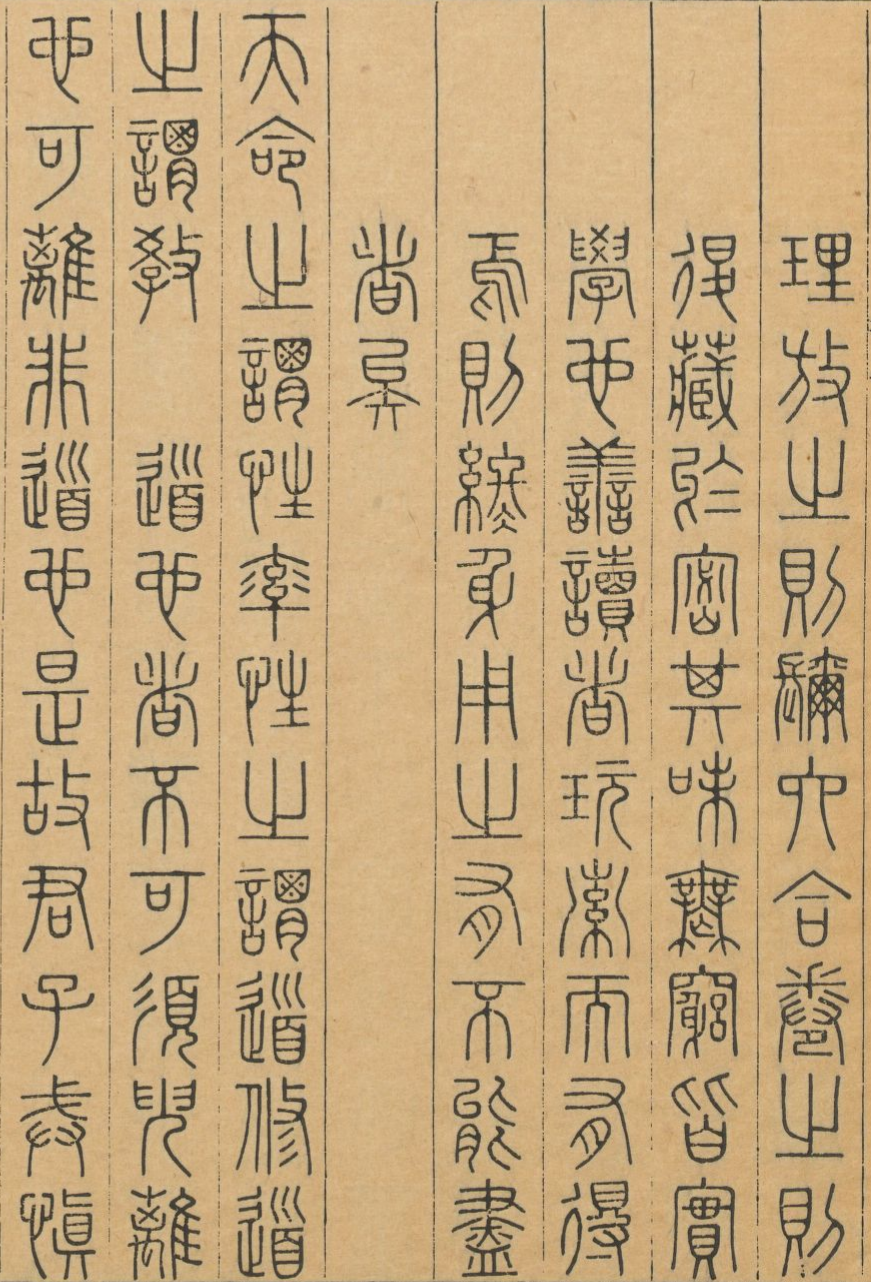 理放之則彌六合卷之則
復藏於密其味無窮皆實
學也善讀者玩索而有得
焉則終身用之有不能盡
者矣
天命之謂性率性之謂道修道
之謂教　道也者不可須臾離
也可離非道也是故君子戒慎